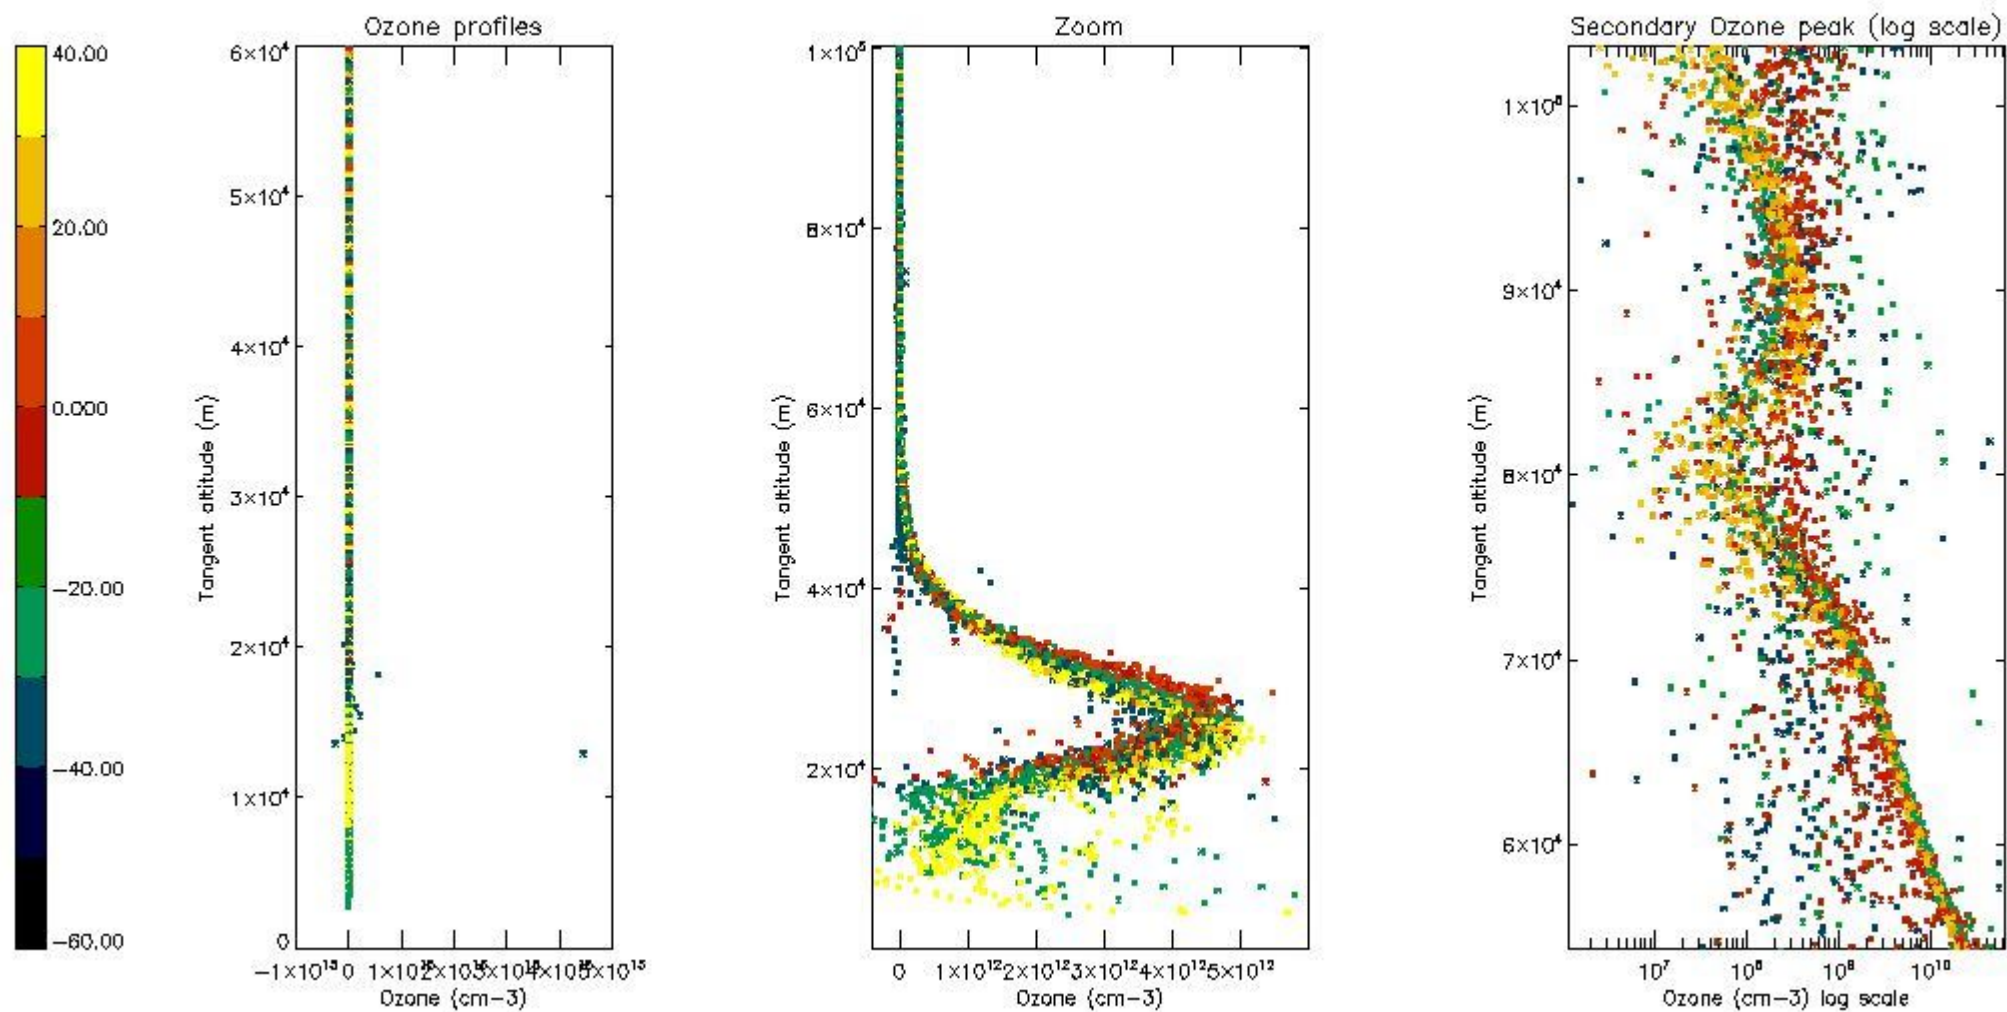 Ozone profiles
Zoom
Secondary Ozone peak (log scale)
40.00
20.00
0.000
−20.00
−40.00
−60.00
6×10⁴
5×10⁴
4×10⁴
3×10⁴
2×10⁴
1×10⁴
0
Tangent altitude (m)
−1×10¹⁵ 0
Ozone (cm−3)
1×10⁵
8×10⁴
6×10⁴
4×10⁴
2×10⁴
Tangent altitude (m)
0 1×10¹² 2×10¹² 3×10¹² 4×10¹² 5×10¹²
Ozone (cm−3)
9×10⁴
8×10⁴
7×10⁴
6×10⁴
Tangent altitude (m)
10⁷ 10⁸ 10⁹ 10¹⁰
Ozone (cm−3) log scale